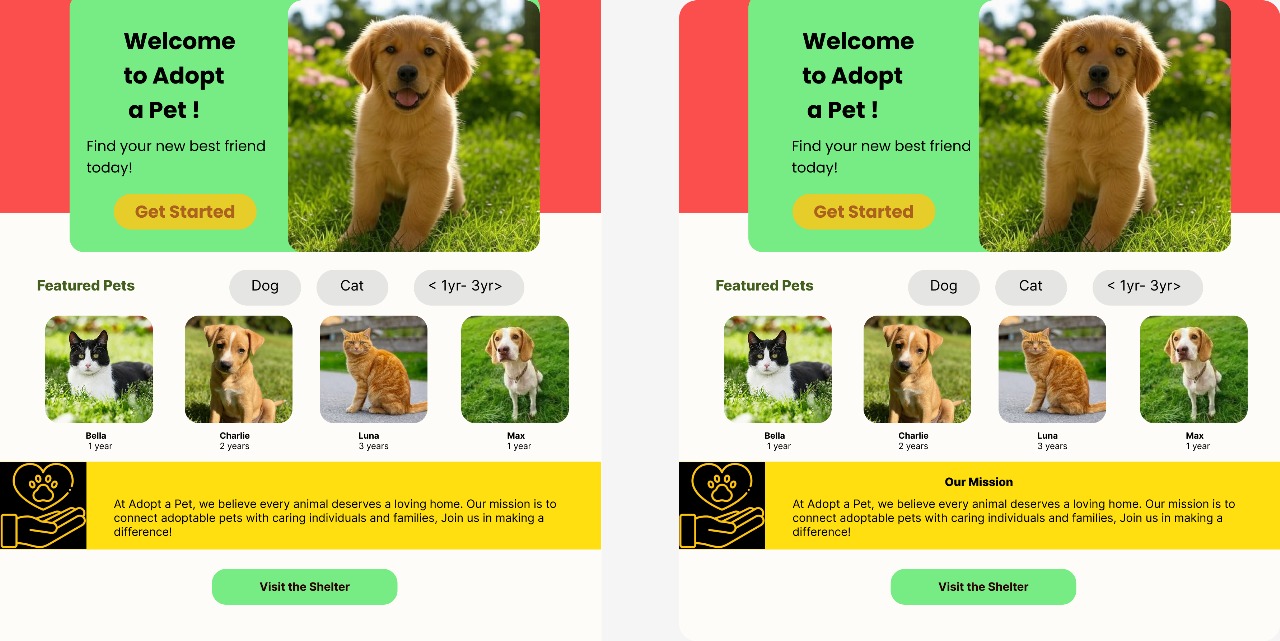 Welcome
to Adopt
a Pet !
Find your new best friend
today!
Get Started
Featured Pets
Dog
Cat
< 1yr- 3yr>
Bella
1 year
Charlie
2 years
Luna
3 years
Max
1 year
At Adopt a Pet, we believe every animal deserves a loving home. Our mission is to
connect adoptable pets with caring individuals and families, Join us in making a
difference!
Visit the Shelter
Welcome
to Adopt
a Pet !
Find your new best friend
today!
Get Started
Featured Pets
Dog
Cat
< 1yr- 3yr>
Bella
1 year
Charlie
2 years
Luna
3 years
Max
1 year
Our Mission
At Adopt a Pet, we believe every animal deserves a loving home. Our mission is to
connect adoptable pets with caring individuals and families, Join us in making a
difference!
Visit the Shelter